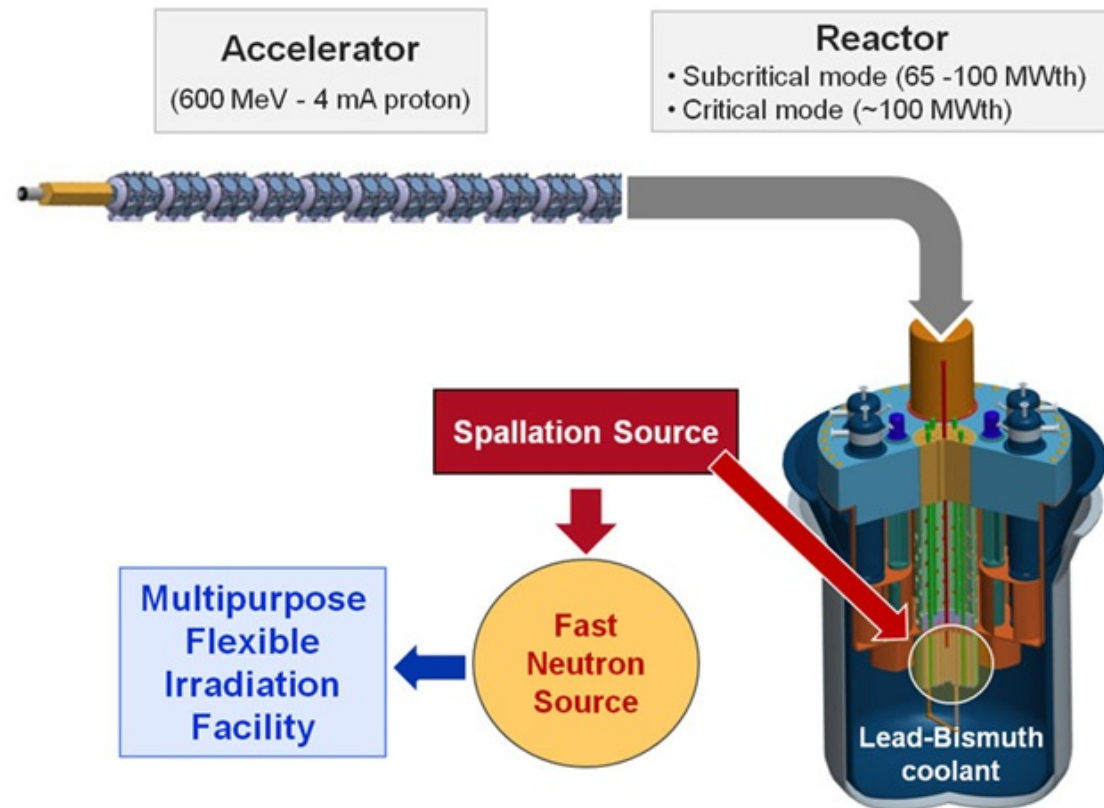 Accelerator
(600 MeV - 4 mA proton)
Reactor
• Subcritical mode (65 -100 MWth)
• Critical mode (~100 MWth)
Spallation Source
Multipurpose
Flexible
Irradiation
Facility
Fast
Neutron
Source
Lead-Bismuth
coolant